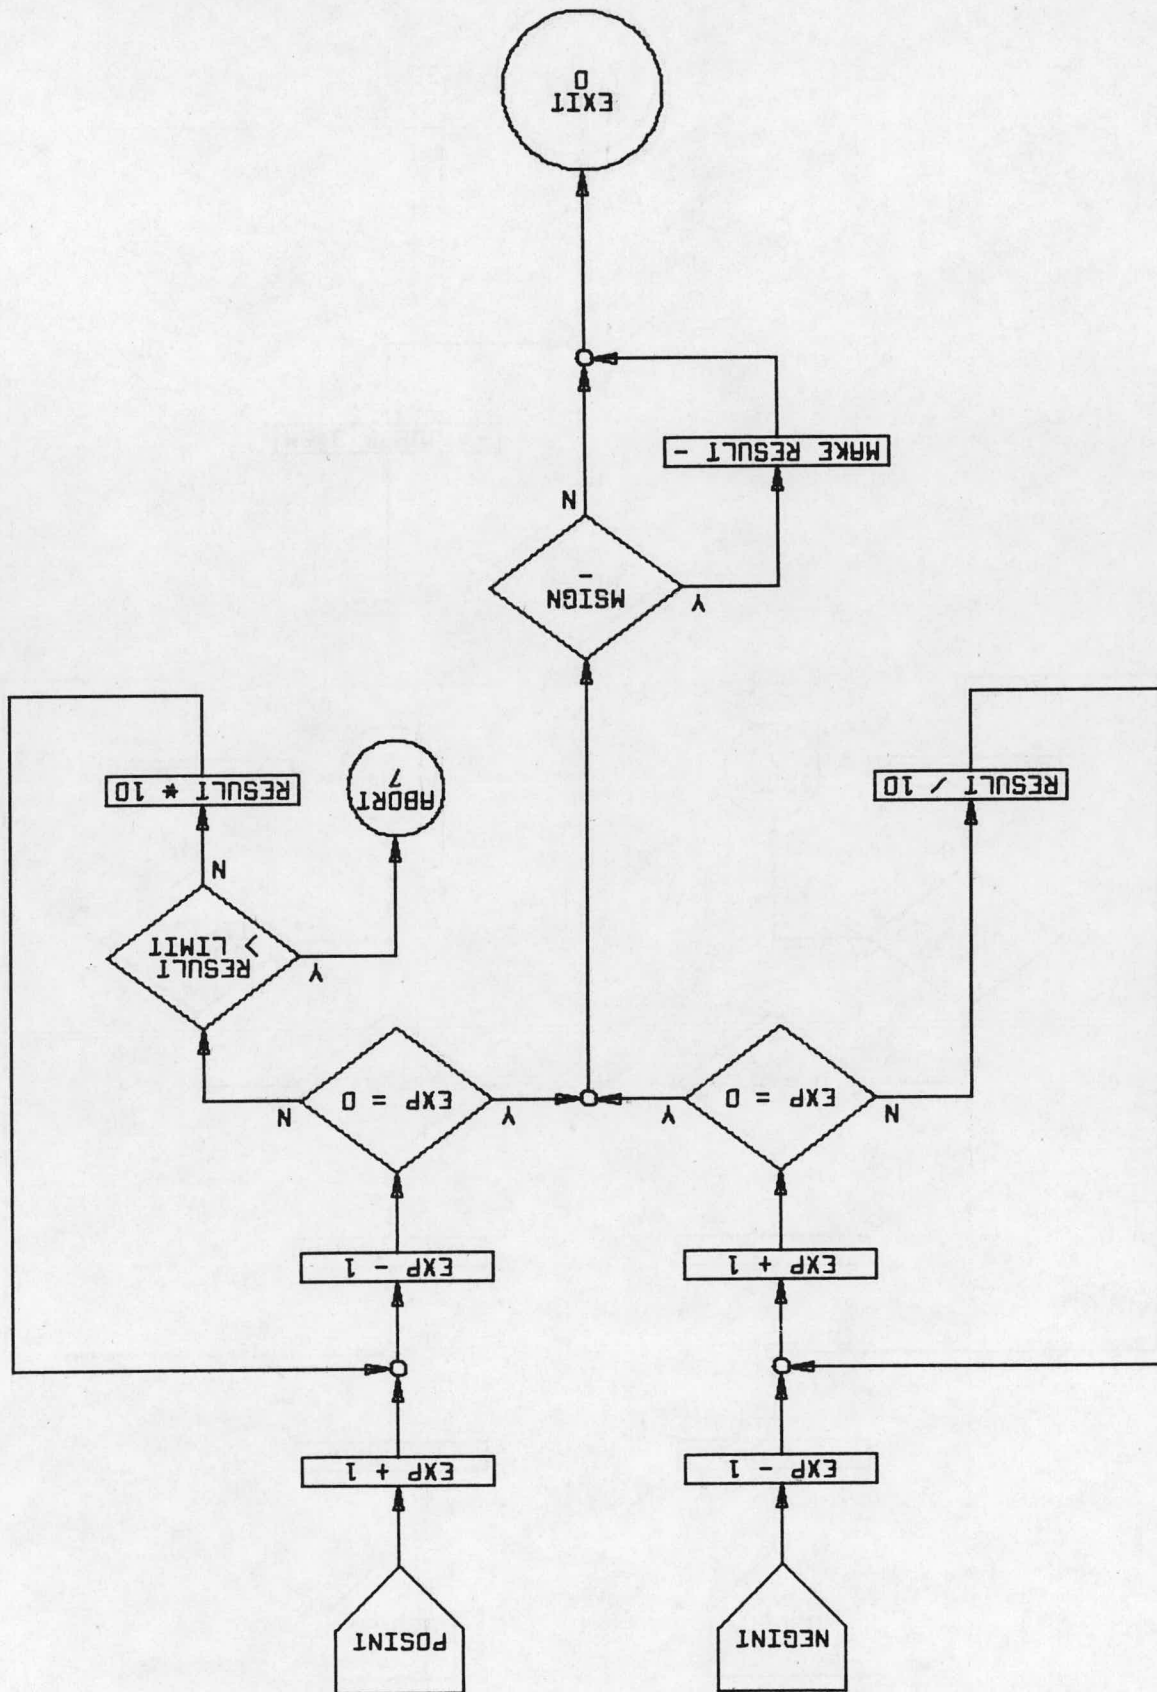 NEGINT
POSINT
EXP - 1
EXP + 1
EXP + 1
EXP - 1
N
EXP = 0
Y
Y
EXP = 0
N
Y
RESULT
> LIMIT
N
RESULT / 10
ABORT
7
RESULT * 10
Y
MSIGN
-
N
MAKE RESULT -
EXIT
0